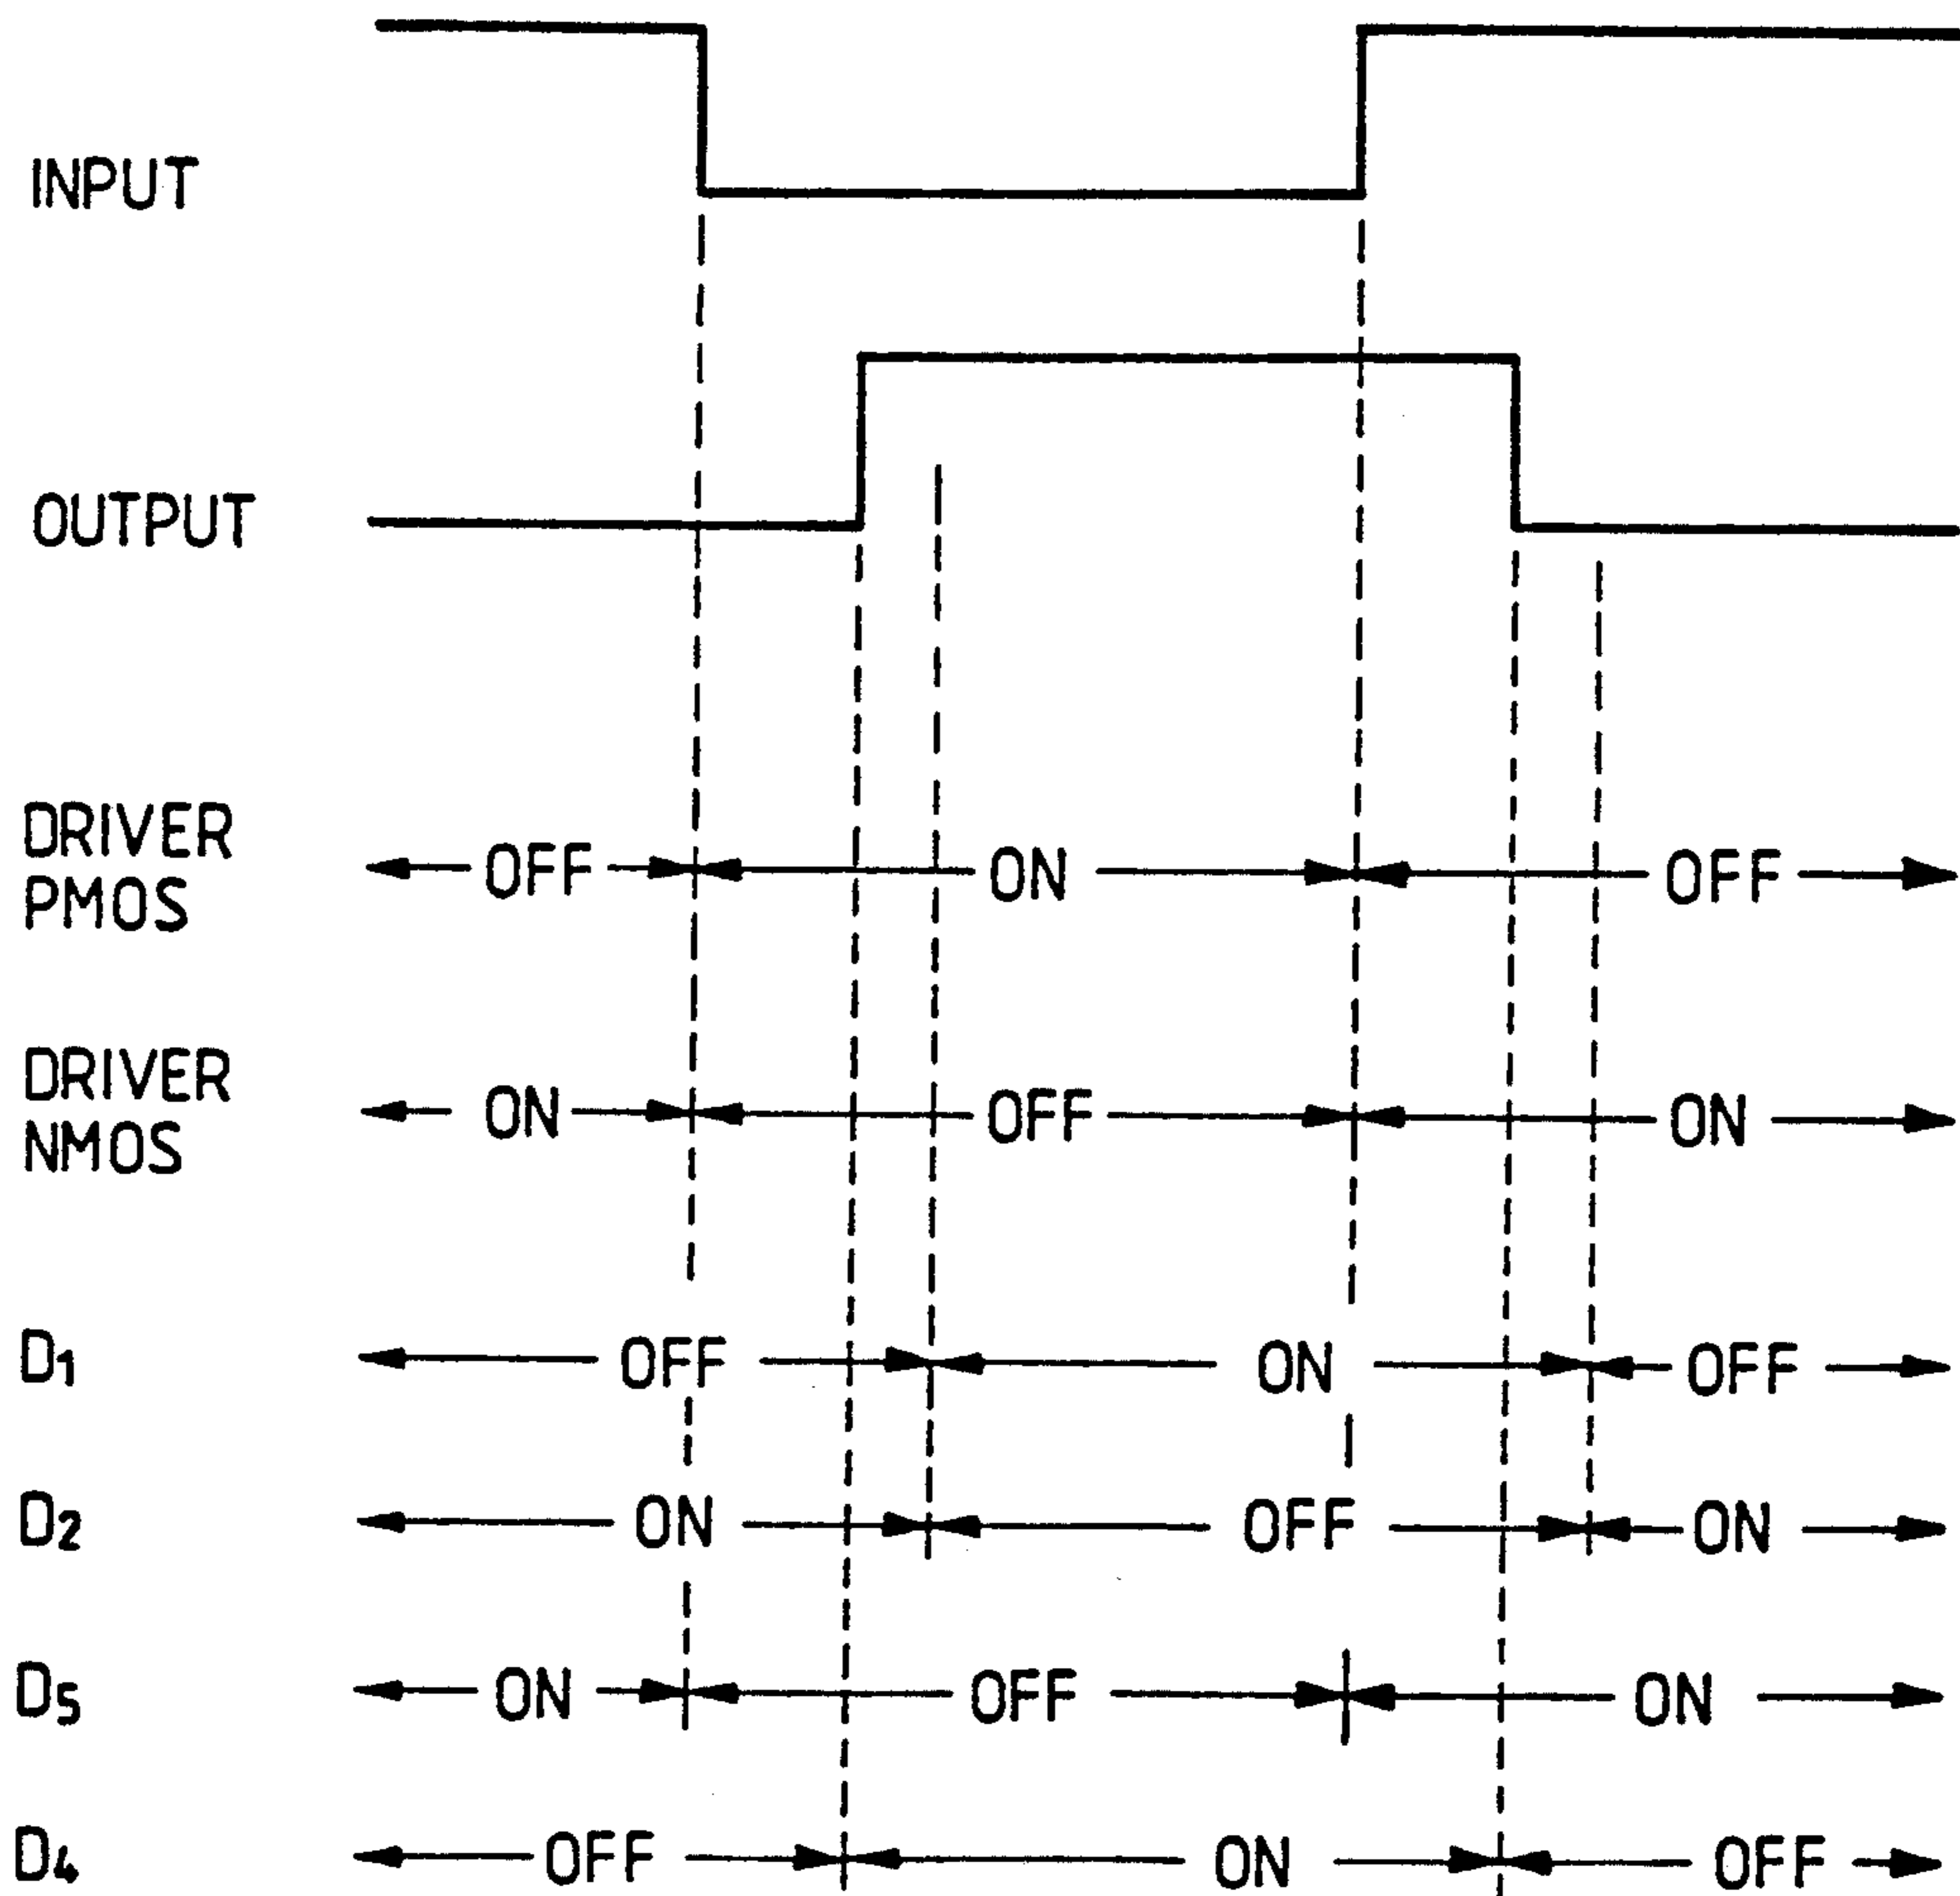 INPUT
OUTPUT
DRIVER
PMOS
OFF ON OFF
DRIVER
NMOS
ON OFF ON
D1 OFF ON OFF
D2 ON OFF ON
D5 ON OFF ON
D4 OFF ON OFF